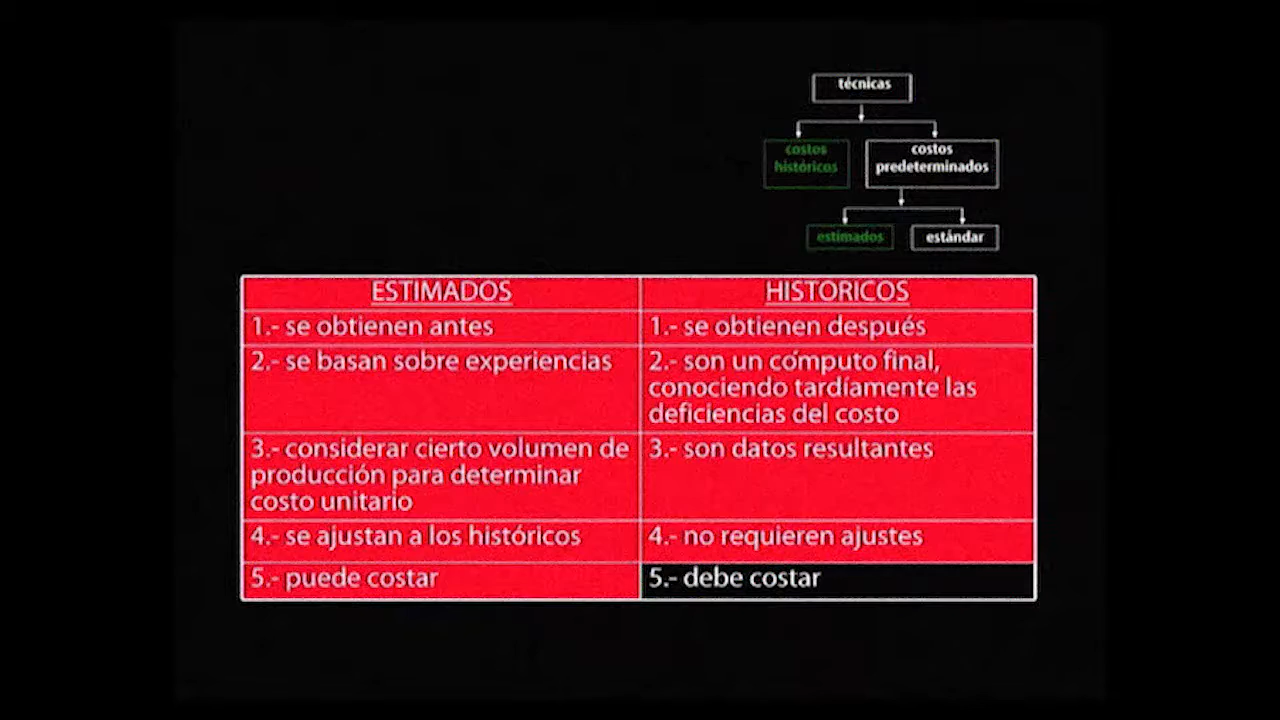 técnicas
costos
históricos
costos
predeterminados
estimados
estándar
ESTIMADOS
HISTORICOS
1.- se obtienen antes
1.- se obtienen después
2.- se basan sobre experiencias
2.- son un cómputo final,
conociendo tardíamente las
deficiencias del costo
3.- considerar cierto volumen de
producción para determinar
costo unitario
3.- son datos resultantes
4.- se ajustan a los históricos
4.- no requieren ajustes
5.- puede costar
5.- debe costar